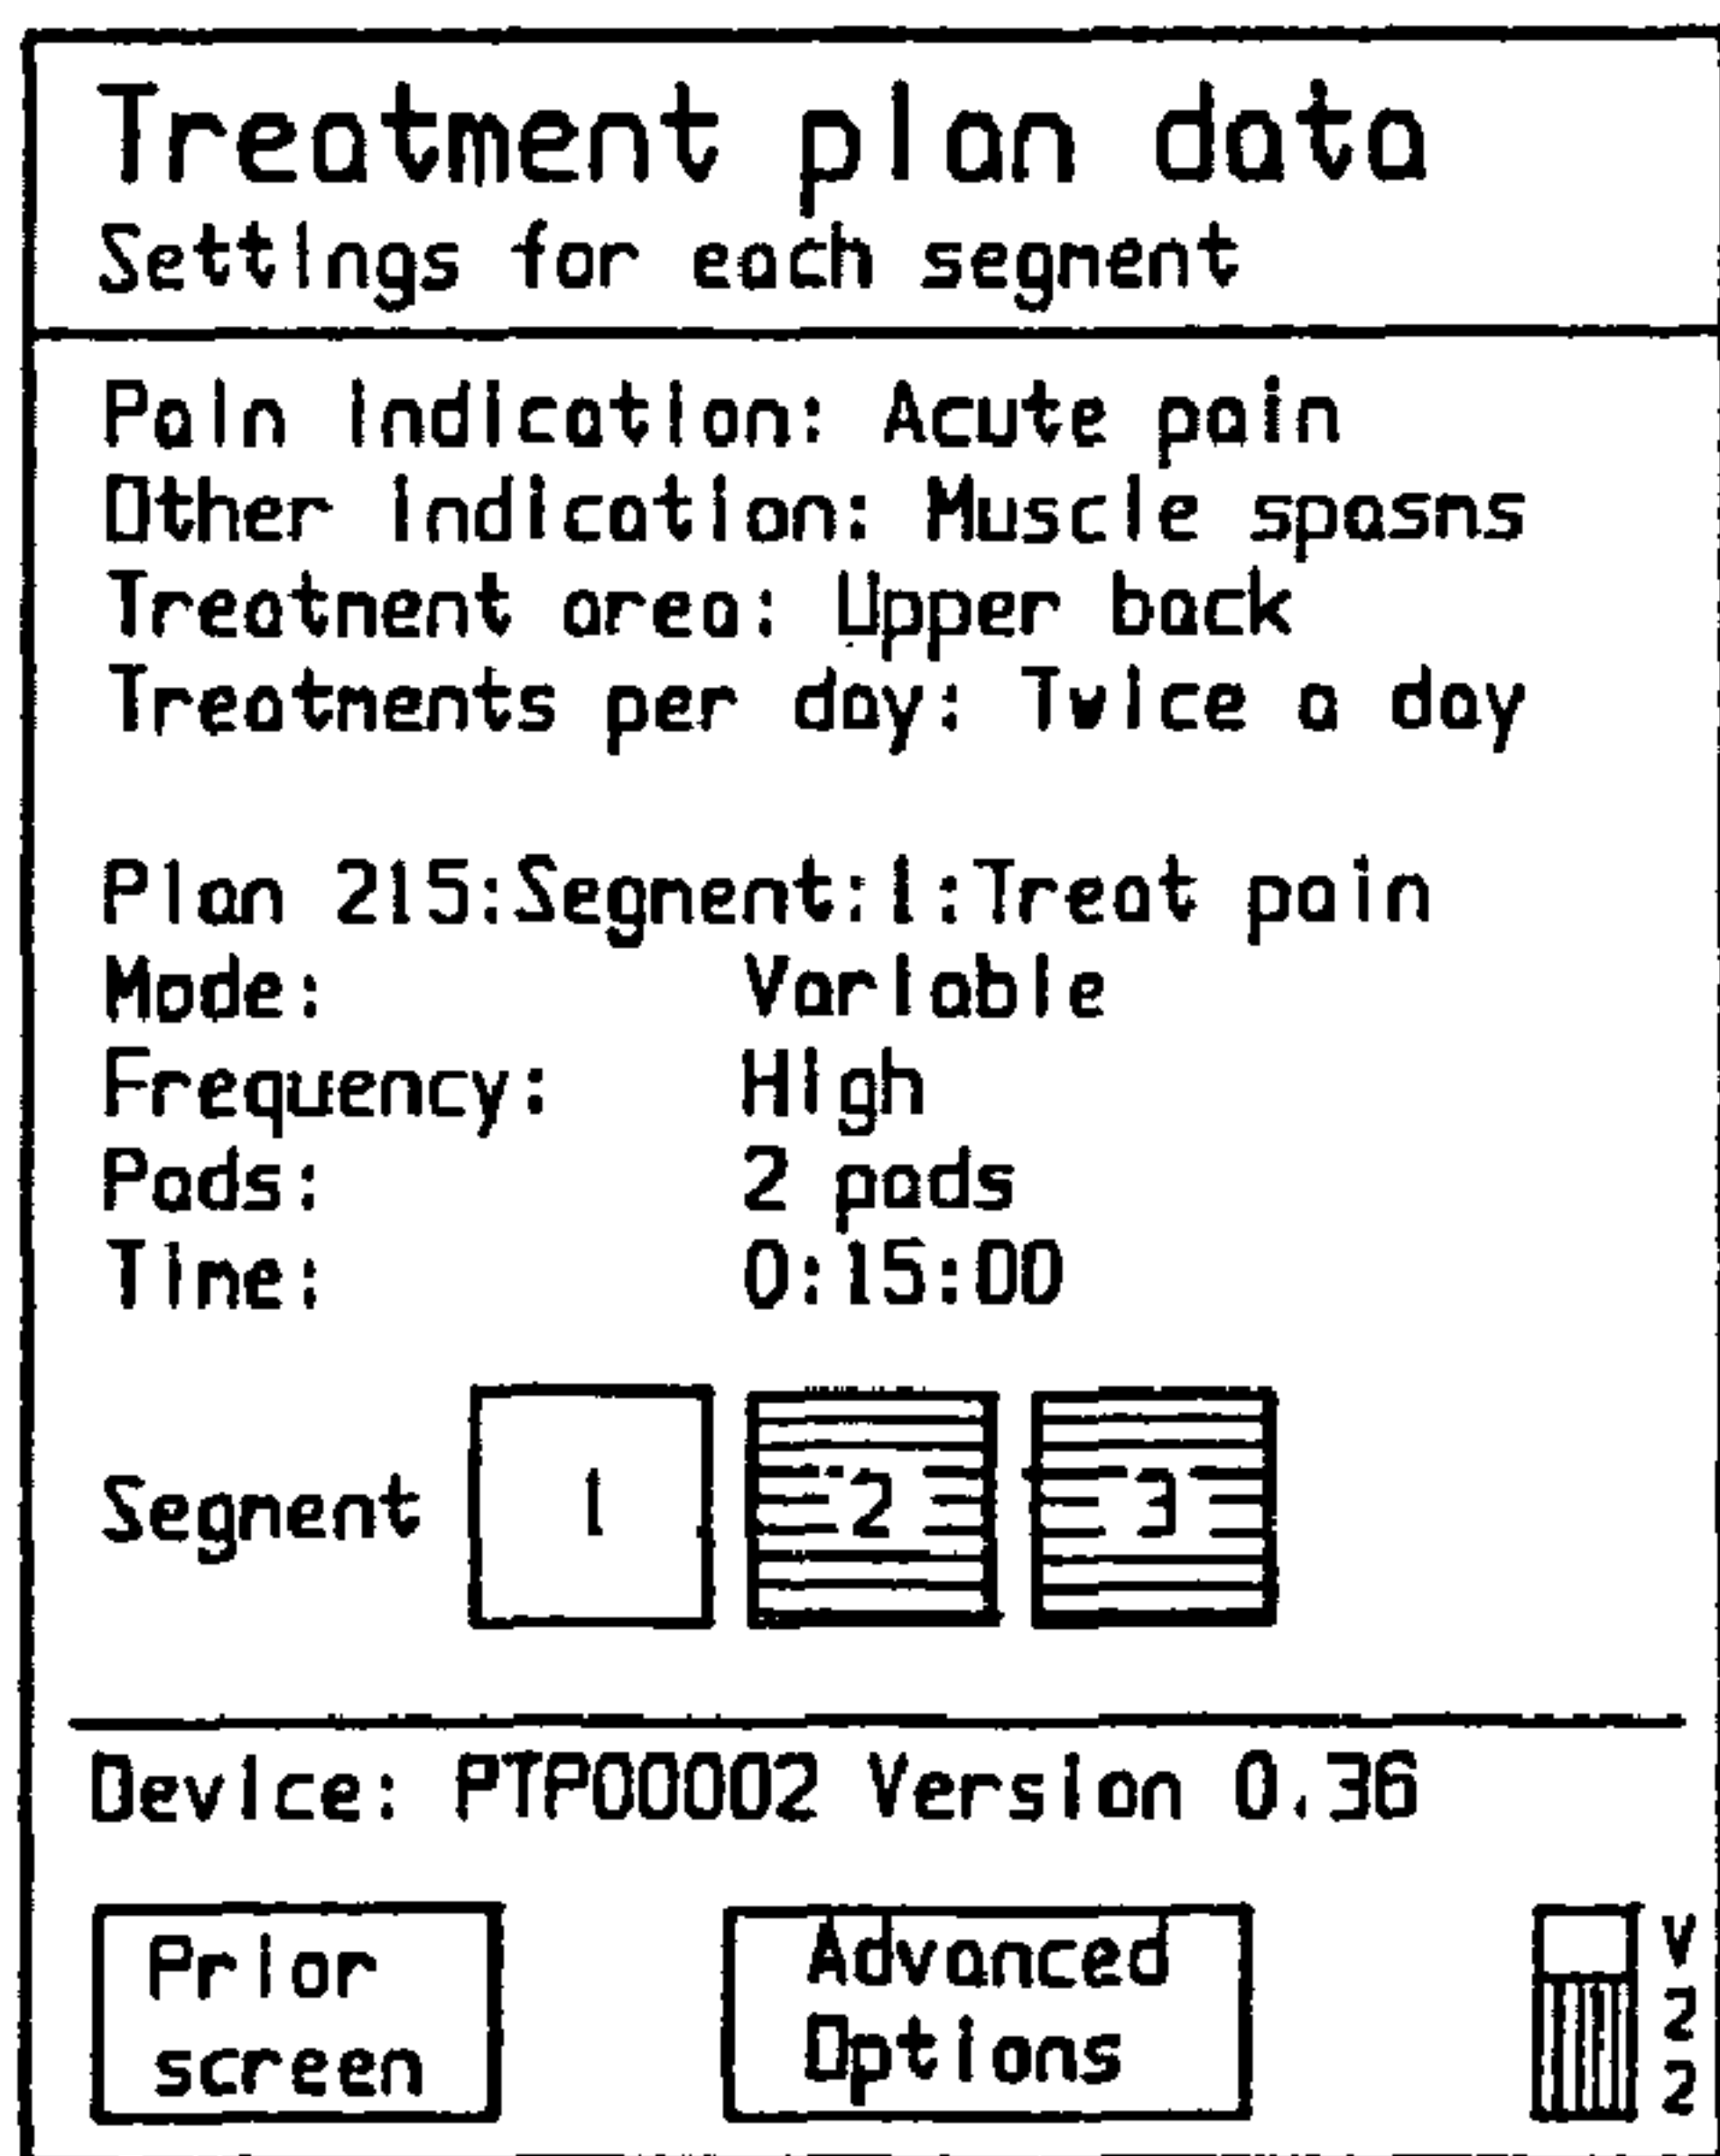 Treatment plan data
Settings for each segment
Pain indication: Acute pain
Other indication: Muscle spasms
Treatment area: Upper back
Treatments per day: Twice a day
Plan 215:Segment:1:Treat pain
Mode: Variable
Frequency: High
Pads: 2 pads
Time: 0:15:00
Segment 1 2 3
Device: PTP00002 Version 0.36
Prior
screen
Advanced
Options
V
2
2